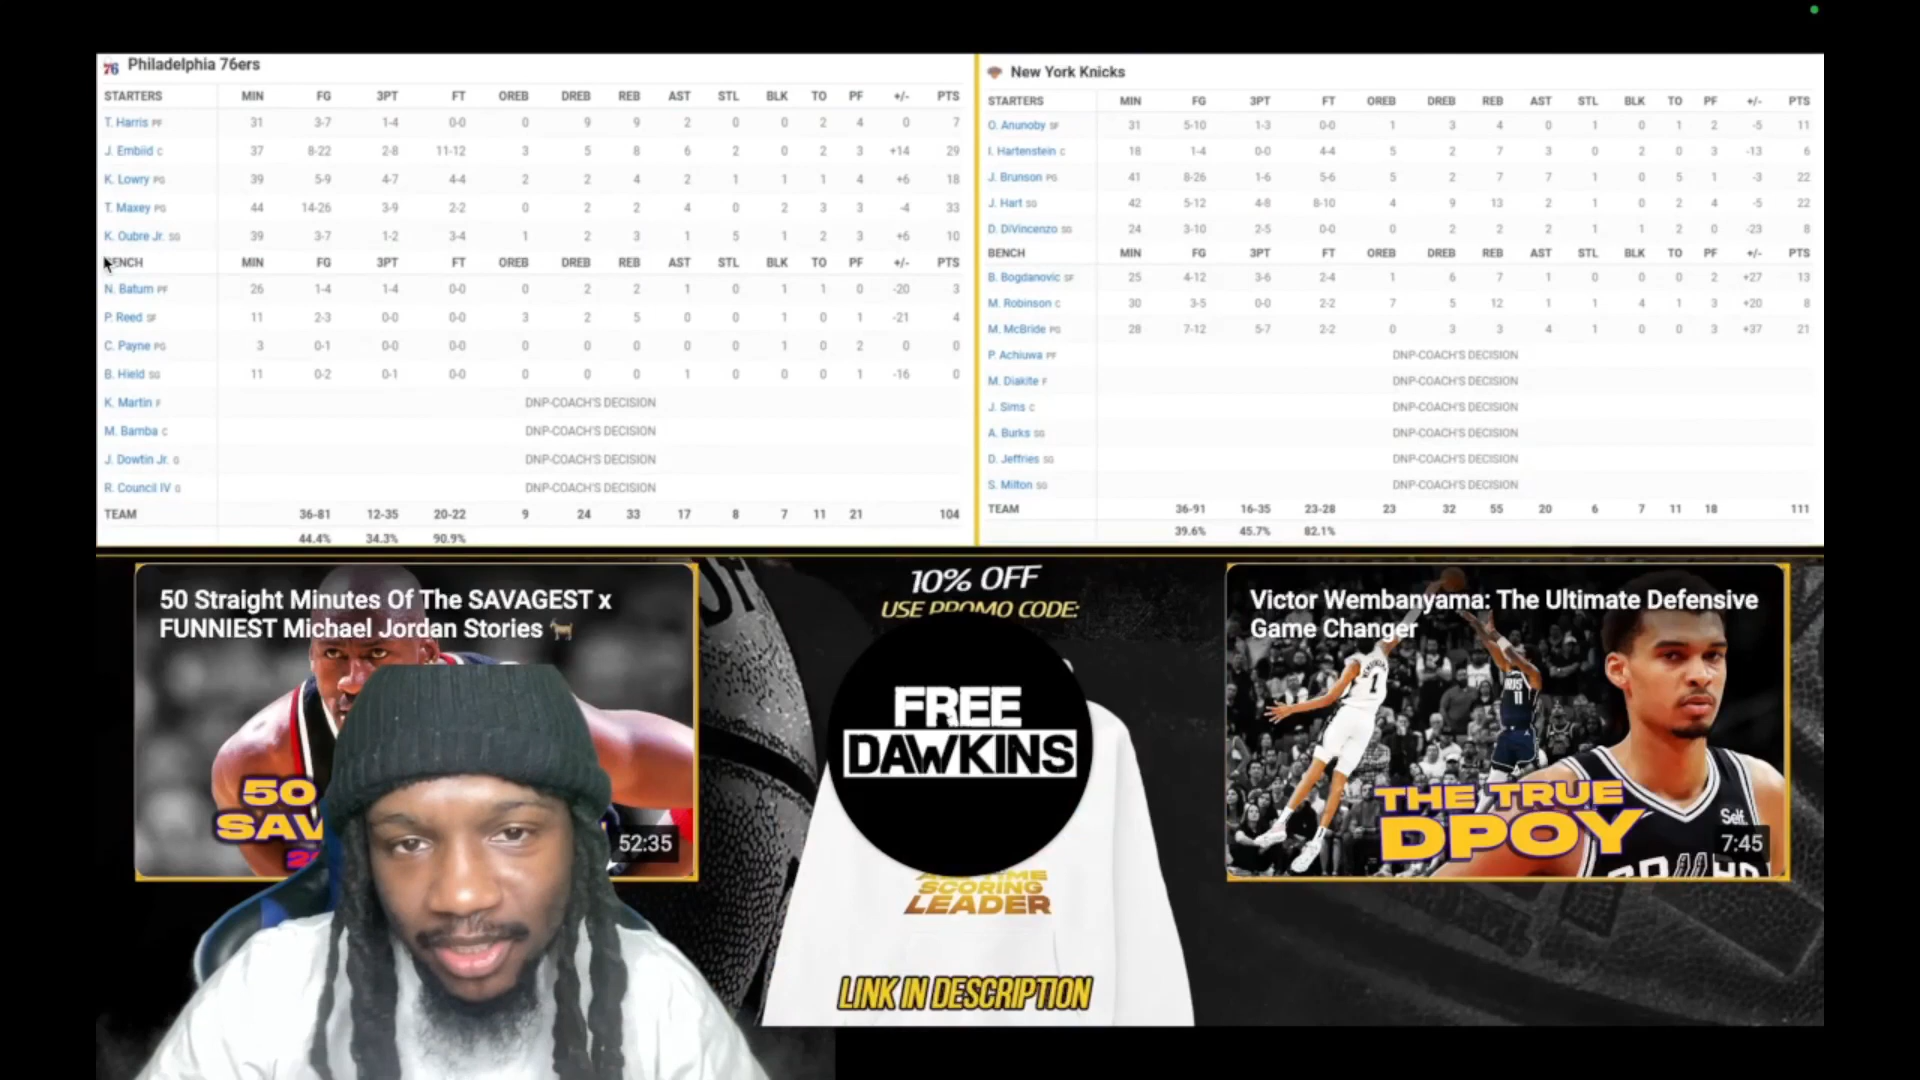 Philadelphia 76ers
STARTERS MIN FG 3PT FT OREB DREB REB AST STL BLK TO PF +/- PTS
T. Harris PF 31 3-7 1-4 0-0 0 9 9 2 0 0 2 4 0 7
J. Embiid C 37 8-22 2-8 11-12 3 5 8 6 2 0 2 3 +14 29
K. Lowry PG 39 5-9 4-7 4-4 2 2 4 2 1 1 1 4 +6 18
T. Maxey PG 44 14-26 3-9 2-2 0 2 2 4 0 2 3 3 -4 33
K. Oubre Jr. SG 39 3-7 1-2 3-4 1 2 3 1 5 1 2 3 +6 10
BENCH MIN FG 3PT FT OREB DREB REB AST STL BLK TO PF +/- PTS
N. Batum PF 26 1-4 1-4 0-0 0 2 2 1 0 1 1 0 -20 3
P. Reed SF 11 2-3 0-0 0-0 3 2 5 0 0 1 0 1 -21 4
C. Payne PG 3 0-1 0-0 0-0 0 0 0 0 0 1 0 2 0 0
B. Hield SG 11 0-2 0-1 0-0 0 0 0 1 0 0 0 1 -16 0
K. Martin F DNP-COACH'S DECISION
M. Bamba C DNP-COACH'S DECISION
J. Dowtin Jr. G DNP-COACH'S DECISION
R. Council IV G DNP-COACH'S DECISION
TEAM 36-81 12-35 20-22 9 24 33 17 8 7 11 21 104
44.4% 34.3% 90.9%
New York Knicks
STARTERS MIN FG 3PT FT OREB DREB REB AST STL BLK TO PF +/- PTS
O. Anunoby SF 31 5-10 1-3 0-0 1 3 4 0 1 0 1 2 -5 11
I. Hartenstein C 18 1-4 0-0 4-4 5 2 7 3 0 2 0 3 -13 6
J. Brunson PG 41 8-26 1-6 5-6 5 2 7 7 1 0 5 1 -3 22
J. Hart SG 42 5-12 4-8 8-10 4 9 13 2 1 0 2 4 -5 22
D. DiVincenzo SG 24 3-10 2-5 0-0 0 2 2 2 1 1 2 0 -23 8
BENCH MIN FG 3PT FT OREB DREB REB AST STL BLK TO PF +/- PTS
B. Bogdanovic SF 25 4-12 3-6 2-4 1 6 7 1 0 0 0 2 +27 13
M. Robinson C 30 3-5 0-0 2-2 7 5 12 1 1 4 1 3 +20 8
M. McBride PG 28 7-12 5-7 2-2 0 3 3 4 1 0 0 3 +37 21
P. Achiuwa PF DNP-COACH'S DECISION
M. Diakite F DNP-COACH'S DECISION
J. Sims C DNP-COACH'S DECISION
A. Burks SG DNP-COACH'S DECISION
D. Jeffries SG DNP-COACH'S DECISION
S. Milton SG DNP-COACH'S DECISION
TEAM 36-91 16-35 23-28 23 32 55 20 6 7 11 18 111
39.6% 45.7% 82.1%
50 Straight Minutes Of The SAVAGEST x
FUNNIEST Michael Jordan Stories
50
SAV
52:35
10% OFF
USE PROMO CODE:
FREE
DAWKINS
SCORING
LEADER
LINK IN DESCRIPTION
Victor Wembanyama: The Ultimate Defensive
Game Changer
11
Self.
THE TRUE
DPOY
7:45